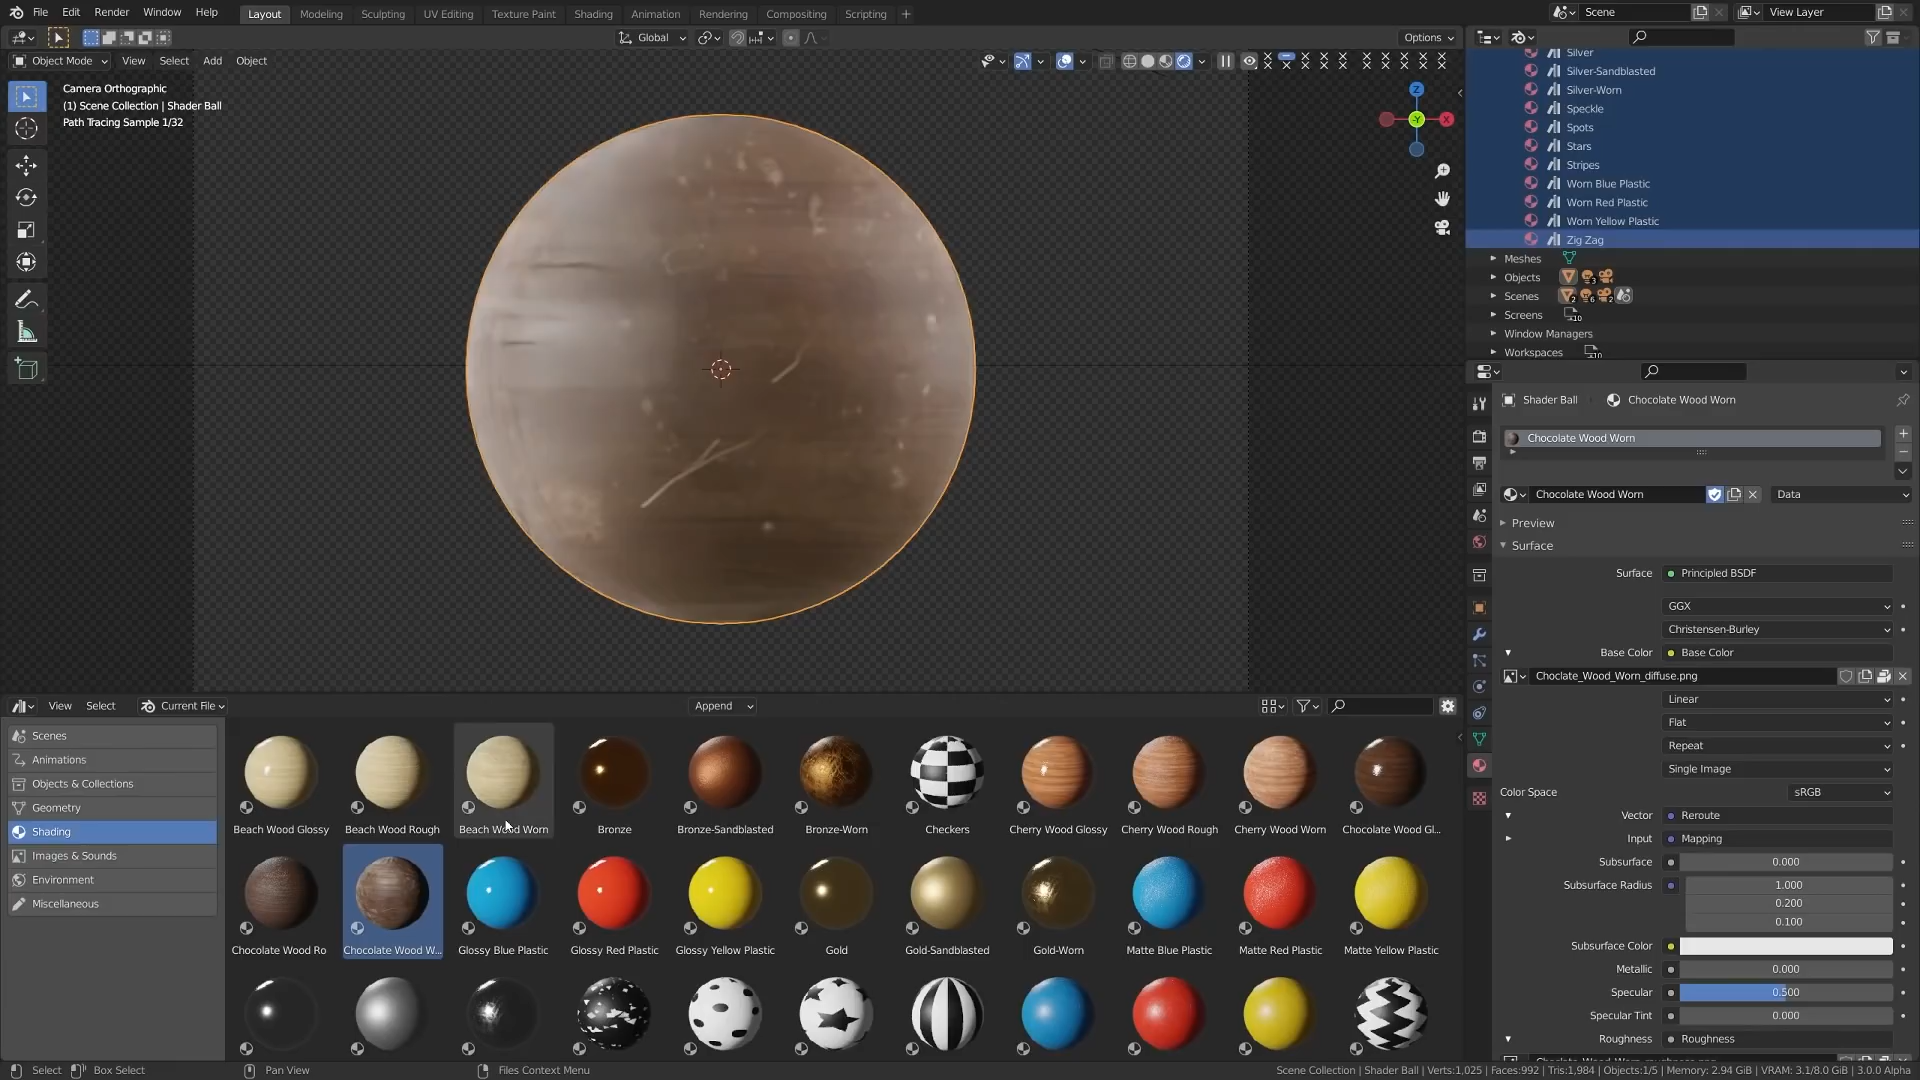 File Edit Render Window Help
Layout Modeling Sculpting UV Editing Texture Paint Shading Animation Rendering Compositing Scripting +
Scene
View Layer
Global
Options
Object Mode View Select Add Object
Camera Orthographic
(1) Scene Collection | Shader Ball
Path Tracing Sample 1/32
Z
Y
X
Silver
Silver-Sandblasted
Silver-Worn
Speckle
Spots
Stars
Stripes
Worn Blue Plastic
Worn Red Plastic
Worn Yellow Plastic
Zig Zag
Meshes
Objects 3
Scenes 2 6 2
Screens 10
Window Managers
Workspaces 10
Shader Ball Chocolate Wood Worn
Chocolate Wood Worn
Chocolate Wood Worn Data
Preview
Surface
Surface Principled BSDF
GGX
Christensen-Burley
Base Color Base Color
Choclate_Wood_Worn_diffuse.png
Linear
Flat
Repeat
Single Image
Color Space sRGB
Vector Reroute
Input Mapping
Subsurface 0.000
Subsurface Radius 1.000
0.200
0.100
Subsurface Color
Metallic 0.000
Specular 0.500
Specular Tint 0.000
Roughness Roughness
View Select Current File Append
Scenes
Animations
Objects & Collections
Geometry
Shading
Images & Sounds
Environment
Miscellaneous
Beach Wood Glossy Beach Wood Rough Beach Wood Worn Bronze Bronze-Sandblasted Bronze-Worn Checkers Cherry Wood Glossy Cherry Wood Rough Cherry Wood Worn Chocolate Wood Gl...
Chocolate Wood Ro Chocolate Wood W... Glossy Blue Plastic Glossy Red Plastic Glossy Yellow Plastic Gold Gold-Sandblasted Gold-Worn Matte Blue Plastic Matte Red Plastic Matte Yellow Plastic
Select Box Select Pan View Files Context Menu
Scene Collection | Shader Ball | Verts:1,025 | Faces:992 | Tris:1,984 | Objects:1/5 | Memory: 2.94 GiB | VRAM: 3.1/8.0 GiB | 3.0.0 Alpha